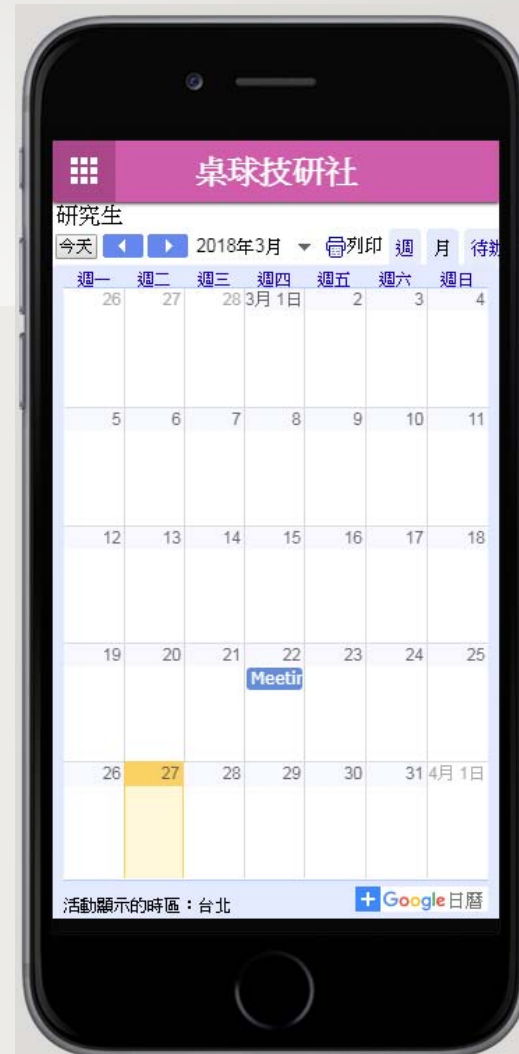 桌球技研社
研究生
今天 2018年3月 列印 週 月 待辦
週一 週二 週三 週四 週五 週六 週日
26 27 28 3月 1日 2 3 4
5 6 7 8 9 10 11
12 13 14 15 16 17 18
19 20 21 22 23 24 25
Meetin
26 27 28 29 30 31 4月 1日
活動顯示的時區：台北 Google日曆